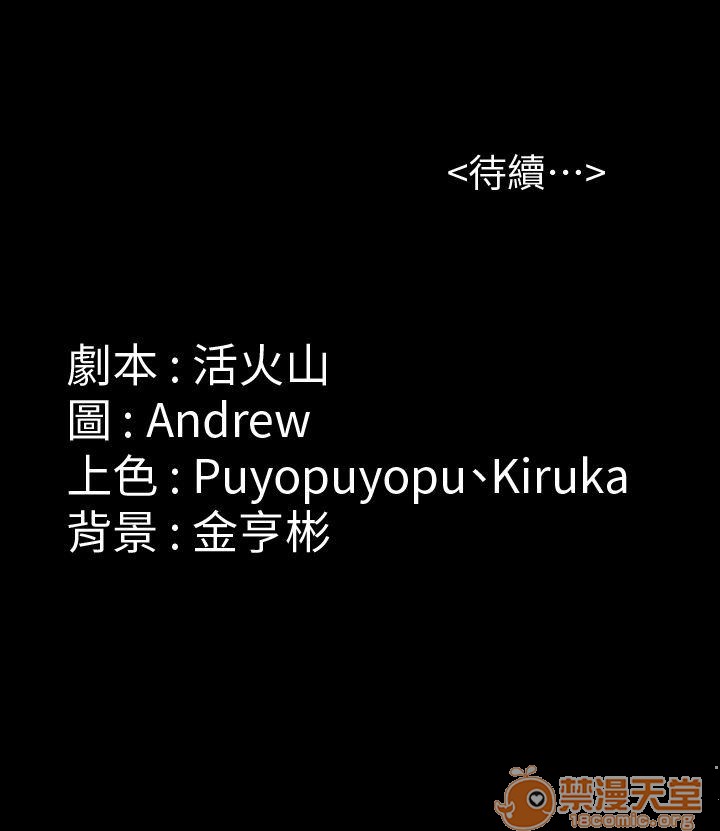 <待續⋯>
劇本 : 活火山
圖 : Andrew
上色 : Puyopuyopu、Kiruka
背景 : 金亨彬
禁漫天堂
18comic.org